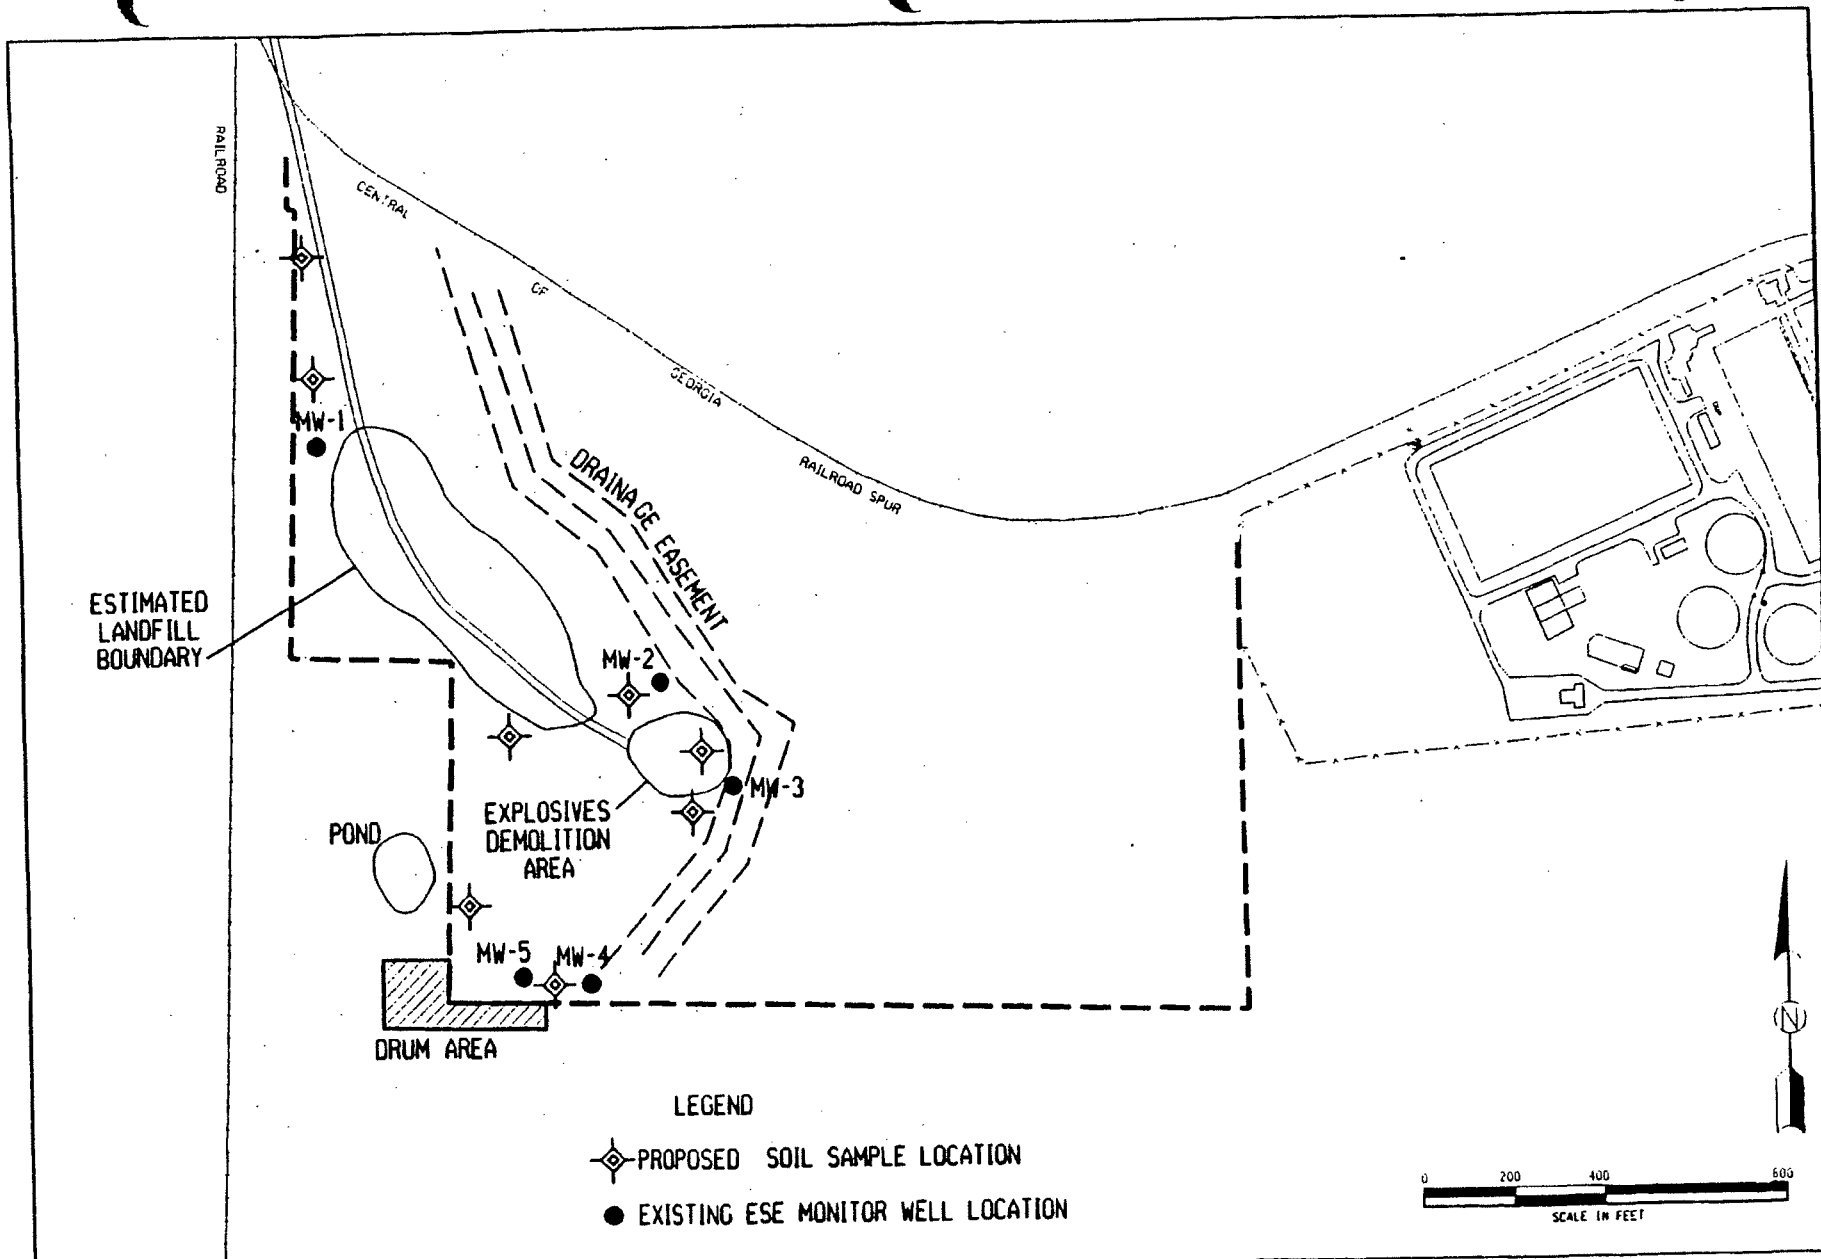 RAILROAD
CENTRAL
OF
GEORGIA
RAILROAD SPUR
MW-1
DRAINAGE EASEMENT
ESTIMATED
LANDFILL
BOUNDARY
MW-2
MW-3
EXPLOSIVES
DEMOLITION
AREA
POND
MW-5
MW-4
DRUM AREA
N
LEGEND
PROPOSED SOIL SAMPLE LOCATION
EXISTING ESE MONITOR WELL LOCATION
0 200 400 600
SCALE IN FEET